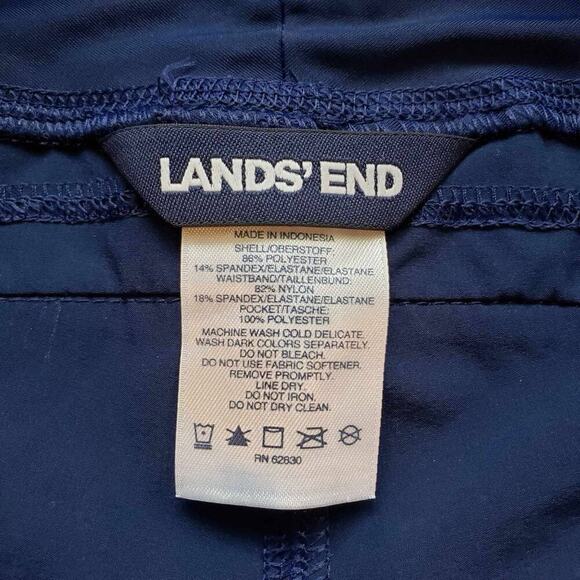 LANDS' END
MADE IN INDONESIA
SHELL/OBERSTOFF:
86% POLYESTER
14% SPANDEX/ELASTANE/ELASTANE
WAISTBAND/TAILLENBUND:
82% NYLON
18% SPANDEX/ELASTANE/ELASTANE
POCKET/TASCHE:
100% POLYESTER
MACHINE WASH COLD DELICATE.
WASH DARK COLORS SEPARATELY.
DO NOT BLEACH.
DO NOT USE FABRIC SOFTENER.
REMOVE PROMPTLY.
LINE DRY.
DO NOT IRON.
DO NOT DRY CLEAN.
RN 62830